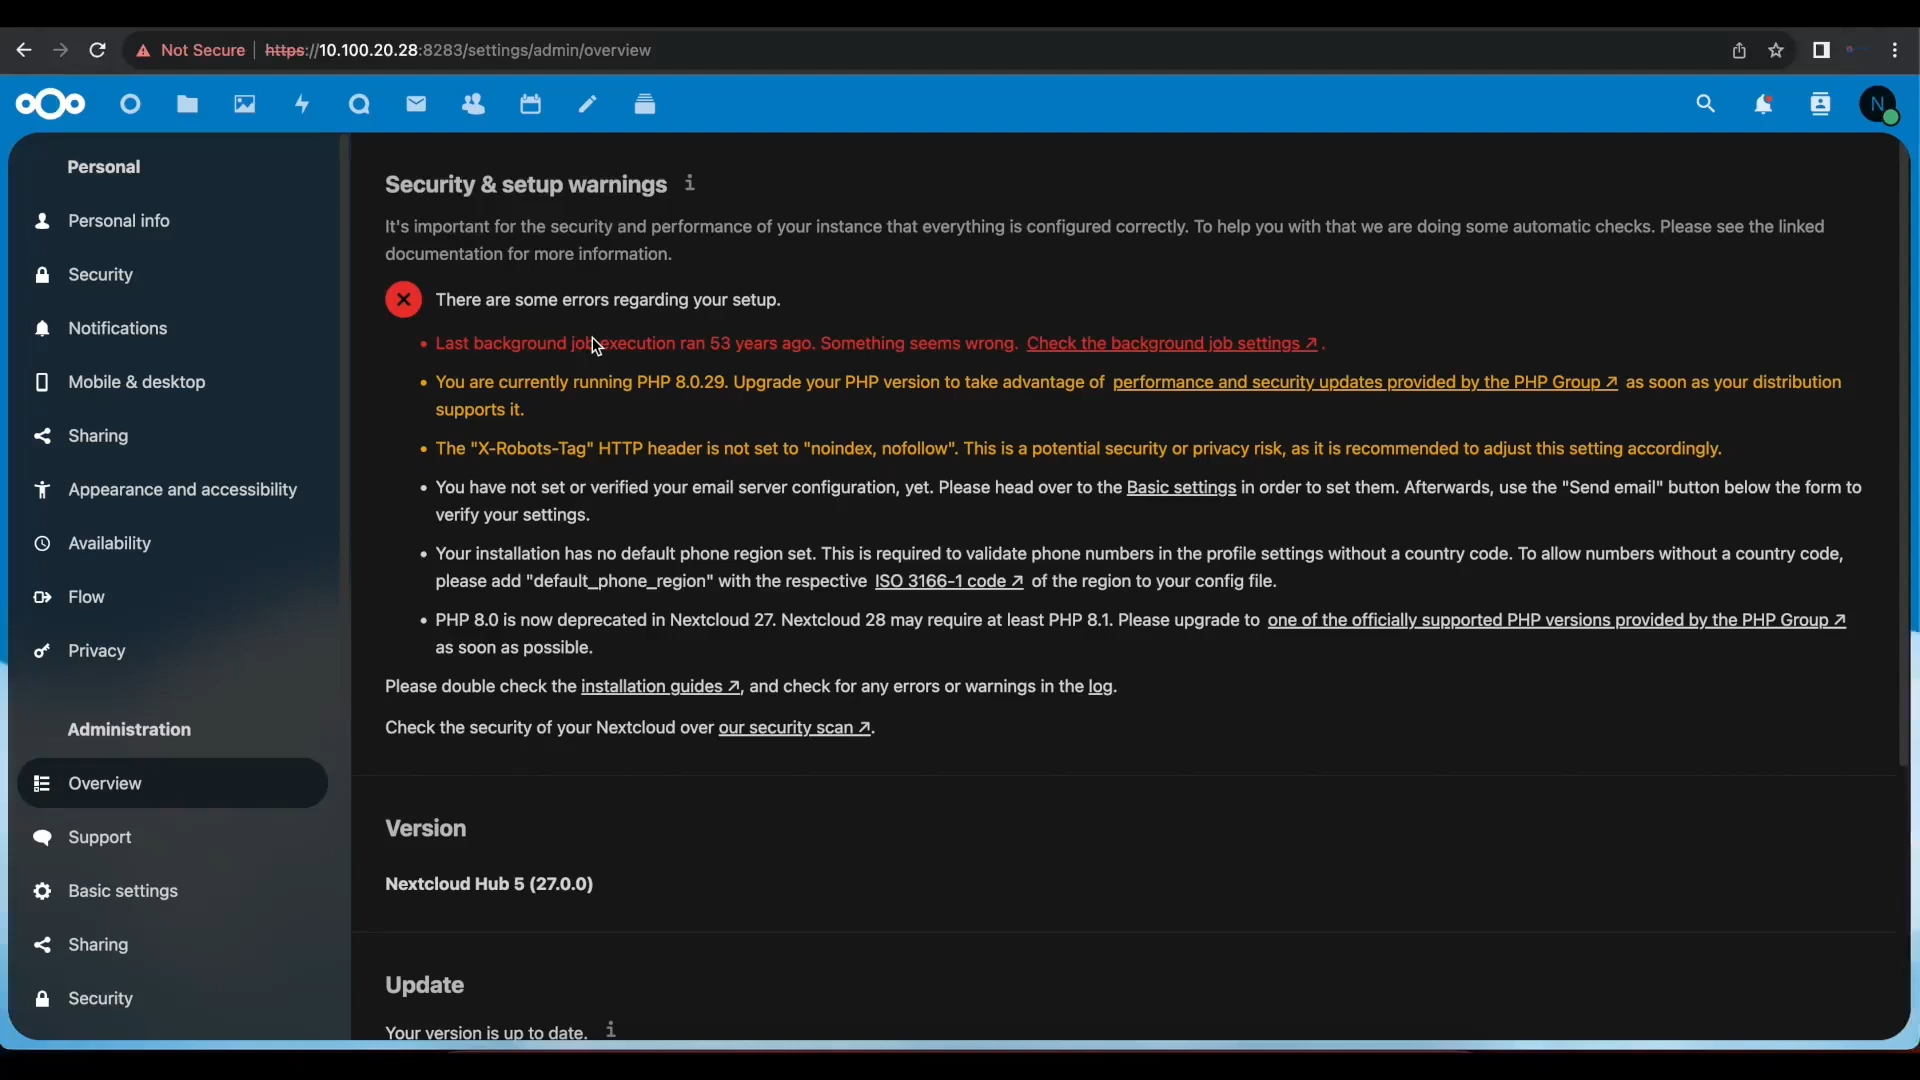 Not Secure https://10.100.20.28:8283/settings/admin/overview
N
Personal
Personal info
Security
Notifications
Mobile & desktop
Sharing
Appearance and accessibility
Availability
Flow
Privacy
Administration
Overview
Support
Basic settings
Sharing
Security
Security & setup warnings
It's important for the security and performance of your instance that everything is configured correctly. To help you with that we are doing some automatic checks. Please see the linked
documentation for more information.
There are some errors regarding your setup.
• Last background job execution ran 53 years ago. Something seems wrong. Check the background job settings ↗ .
• You are currently running PHP 8.0.29. Upgrade your PHP version to take advantage of performance and security updates provided by the PHP Group ↗ as soon as your distribution
supports it.
• The "X-Robots-Tag" HTTP header is not set to "noindex, nofollow". This is a potential security or privacy risk, as it is recommended to adjust this setting accordingly.
• You have not set or verified your email server configuration, yet. Please head over to the Basic settings in order to set them. Afterwards, use the "Send email" button below the form to
verify your settings.
• Your installation has no default phone region set. This is required to validate phone numbers in the profile settings without a country code. To allow numbers without a country code,
please add "default_phone_region" with the respective ISO 3166-1 code ↗ of the region to your config file.
• PHP 8.0 is now deprecated in Nextcloud 27. Nextcloud 28 may require at least PHP 8.1. Please upgrade to one of the officially supported PHP versions provided by the PHP Group ↗
as soon as possible.
Please double check the installation guides ↗, and check for any errors or warnings in the log.
Check the security of your Nextcloud over our security scan ↗.
Version
Nextcloud Hub 5 (27.0.0)
Update
Your version is up to date.